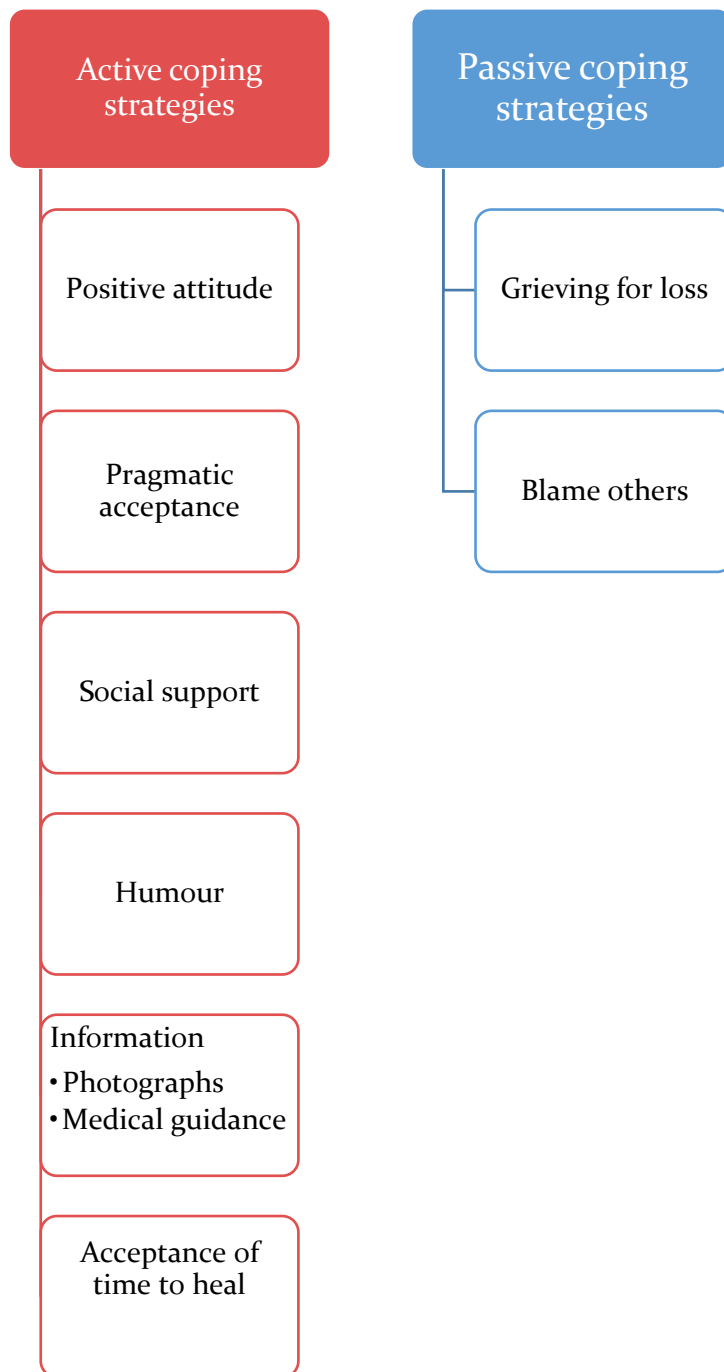 Active coping
strategies
Positive attitude
Pragmatic
acceptance
Social support
Humour
Information
• Photographs
• Medical guidance
Acceptance of
time to heal
Passive coping
strategies
Grieving for loss
Blame others